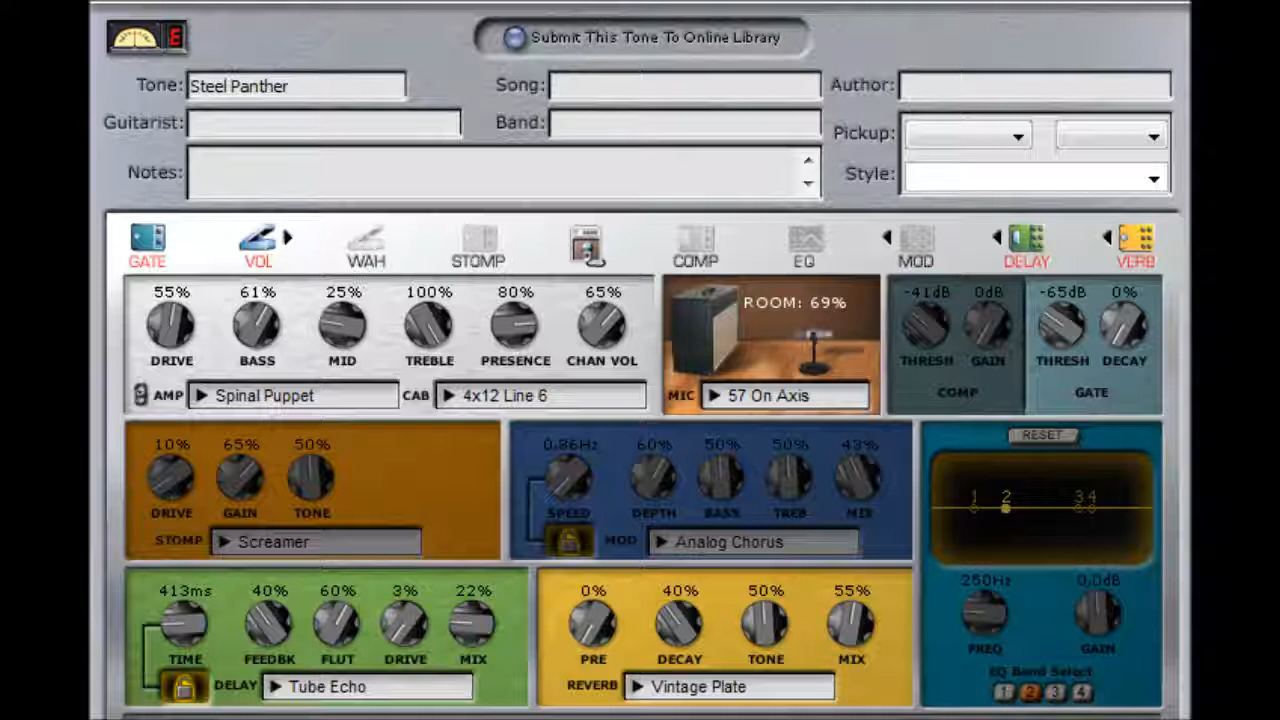 E
Submit This Tone To Online Library
Tone: Steel Panther
Song:
Author:
Guitarist:
Band:
Pickup:
Notes:
Style:
GATE VOL WAH STOMP COMP EQ MOD DELAY VERB
55% 61% 25% 100% 80% 65%
DRIVE BASS MID TREBLE PRESENCE CHAN VOL
AMP Spinal Puppet CAB 4x12 Line 6
ROOM: 69%
MIC 57 On Axis
-41dB 0dB -65dB 0%
THRESH GAIN THRESH DECAY
COMP GATE
10% 65% 50%
DRIVE GAIN TONE
STOMP Screamer
0.86Hz 60% 50% 50% 43%
SPEED DEPTH BASS TREB MIX
MOD Analog Chorus
RESET
1 2 3 4
250Hz 0.0dB
FREQ GAIN
EQ Band Select
1 2 3 4
413ms 40% 60% 3% 22%
TIME FEEDBK FLUT DRIVE MIX
DELAY Tube Echo
0% 40% 50% 55%
PRE DECAY TONE MIX
REVERB Vintage Plate